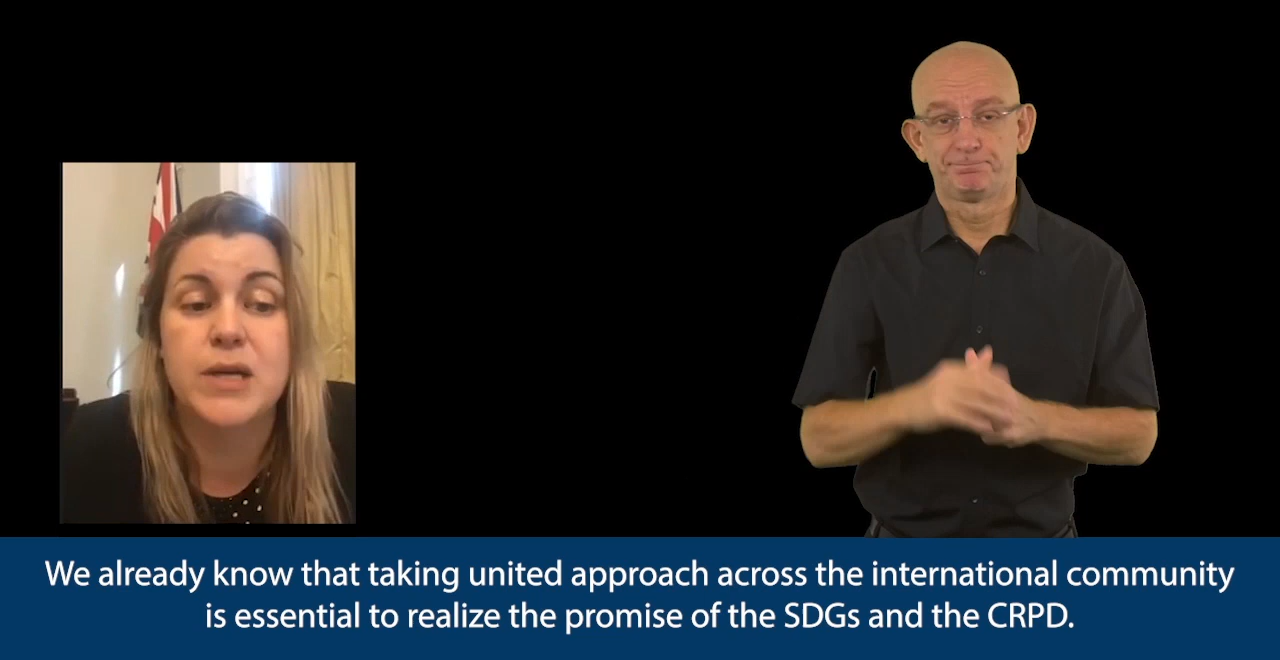 We already know that taking united approach across the international community
is essential to realize the promise of the SDGs and the CRPD.